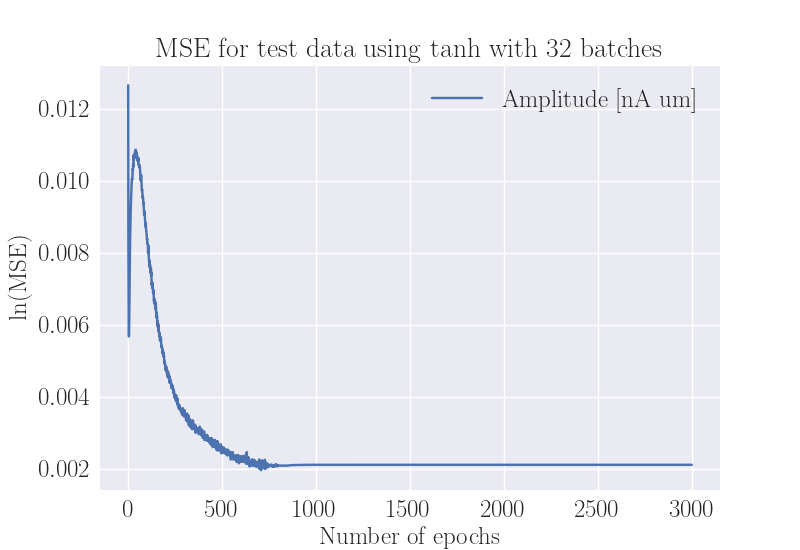 MSE for test data using tanh with 32 batches
Amplitude [nA um]
0.012
0.010
0.008
0.006
0.004
0.002
ln(MSE)
0 500 1000 1500 2000 2500 3000
Number of epochs